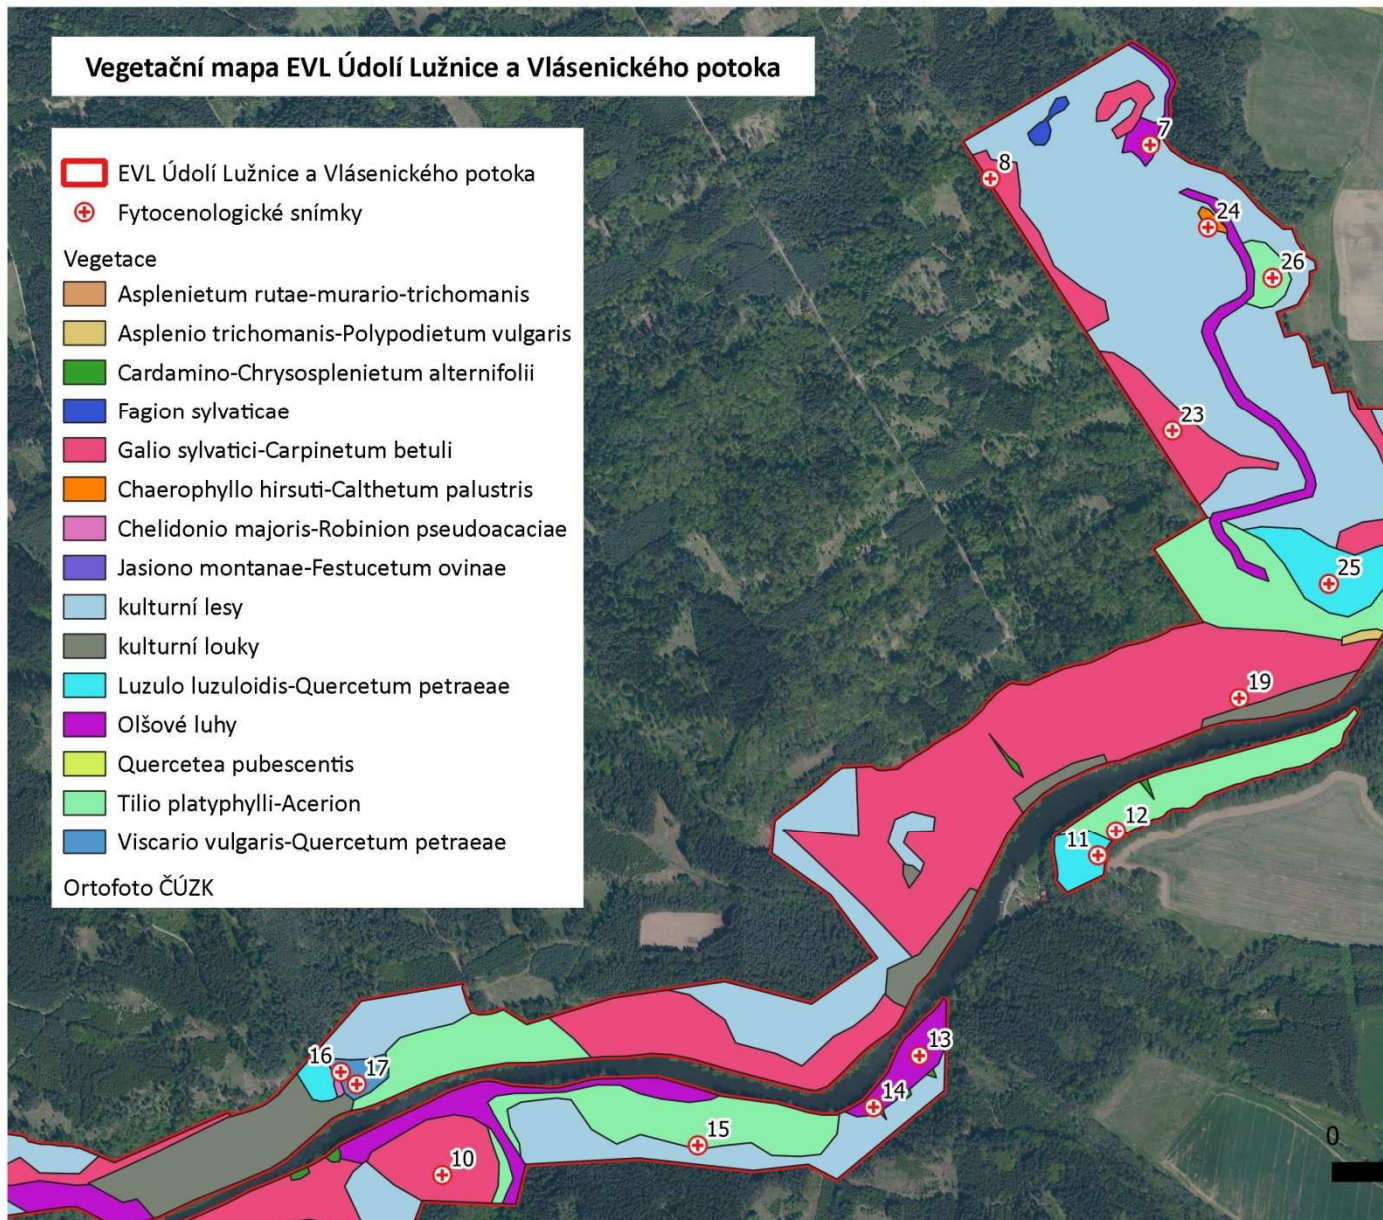 Vegetační mapa EVL Údolí Lužnice a Vlásenického potoka
EVL Údolí Lužnice a Vlásenického potoka
Fytocenologické snímky
Vegetace
Asplenietum rutae-murario-trichomanis
Asplenio trichomanis-Polypodietum vulgaris
Cardamino-Chrysosplenietum alternifolii
Fagion sylvaticae
Galio sylvatici-Carpinetum betuli
Chaerophyllo hirsuti-Calthetum palustris
Chelidonio majoris-Robinion pseudoacaciae
Jasiono montanae-Festucetum ovinae
kulturní lesy
kulturní louky
Luzulo luzuloidis-Quercetum petraeae
Olšové luhy
Quercetea pubescentis
Tilio platyphylli-Acerion
Viscario vulgaris-Quercetum petraeae
Ortofoto ČÚZK
7
8
24
26
23
25
19
12
11
13
16
17
14
15
10
0